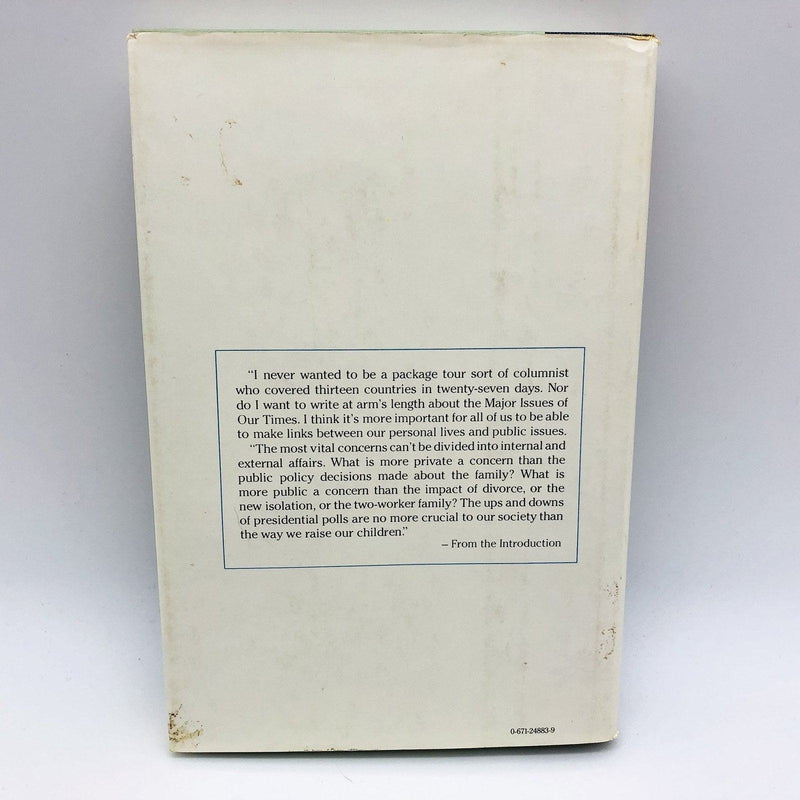 “I never wanted to be a package tour sort of columnist
who covered thirteen countries in twenty-seven days. Nor
do I want to write at arm's length about the Major Issues of
Our Times. I think it's more important for all of us to be able
to make links between our personal lives and public issues.
“The most vital concerns can't be divided into internal and
external affairs. What is more private a concern than the
public policy decisions made about the family? What is
more public a concern than the impact of divorce, or the
new isolation, or the two-worker family? The ups and downs
of presidential polls are no more crucial to our society than
the way we raise our children.”
– From the Introduction
0-671-24883-9